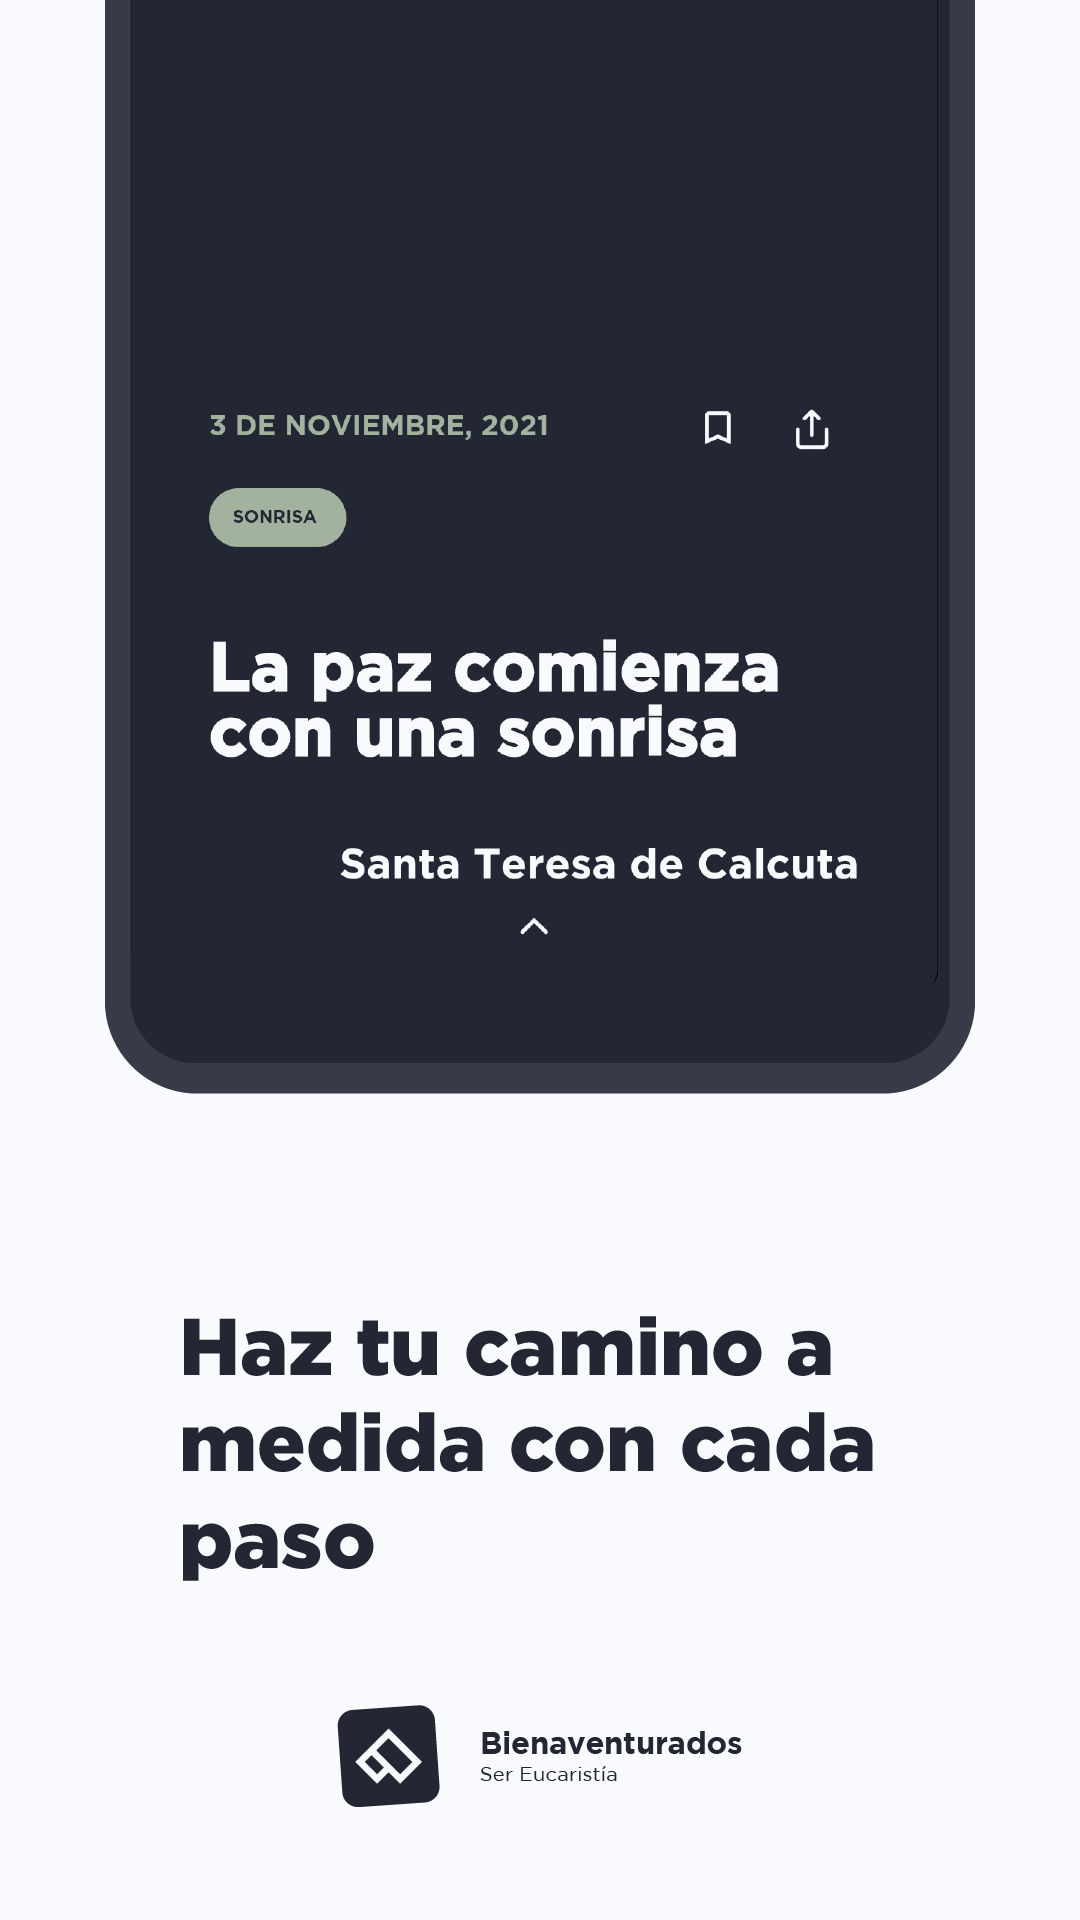 3 DE NOVIEMBRE, 2021
SONRISA
La paz comienza
con una sonrisa
Santa Teresa de Calcuta
Haz tu camino a
medida con cada
paso
Bienaventurados
Ser Eucaristía